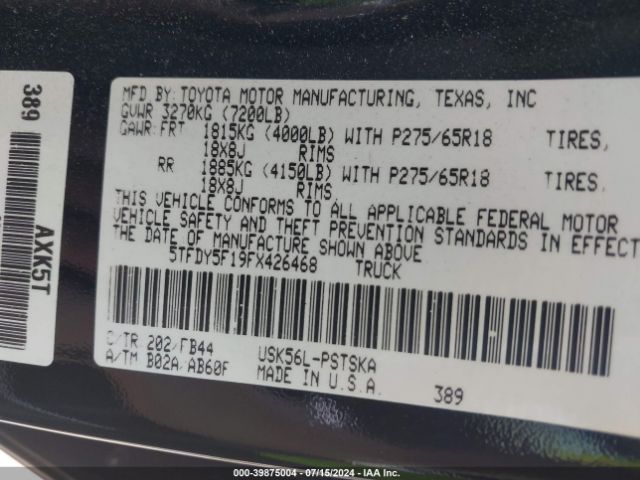 389
AXK5T
MFD BY: TOYOTA MOTOR MANUFACTURING, TEXAS, INC
GVWR 3270KG (7200LB)
GAWR: FRT 1815KG (4000LB) WITH P275/65R18 TIRES,
18X8J RIMS
RR 1885KG (4150LB) WITH P275/65R18 TIRES,
18X8J RIMS
THIS VEHICLE CONFORMS TO ALL APPLICABLE FEDERAL MOTOR
VEHICLE SAFETY AND THEFT PREVENTION STANDARDS IN EFFECT
THE DATE OF MANUFACTURE SHOWN ABOVE
5TFDY5F19FX426468 TRUCK
C/TR 202/FB44 USK56L-PSTSKA
A/TM B02A/AB60F MADE IN U.S.A. 389
000-39875004 | 07/15/2024 | IAA Inc.